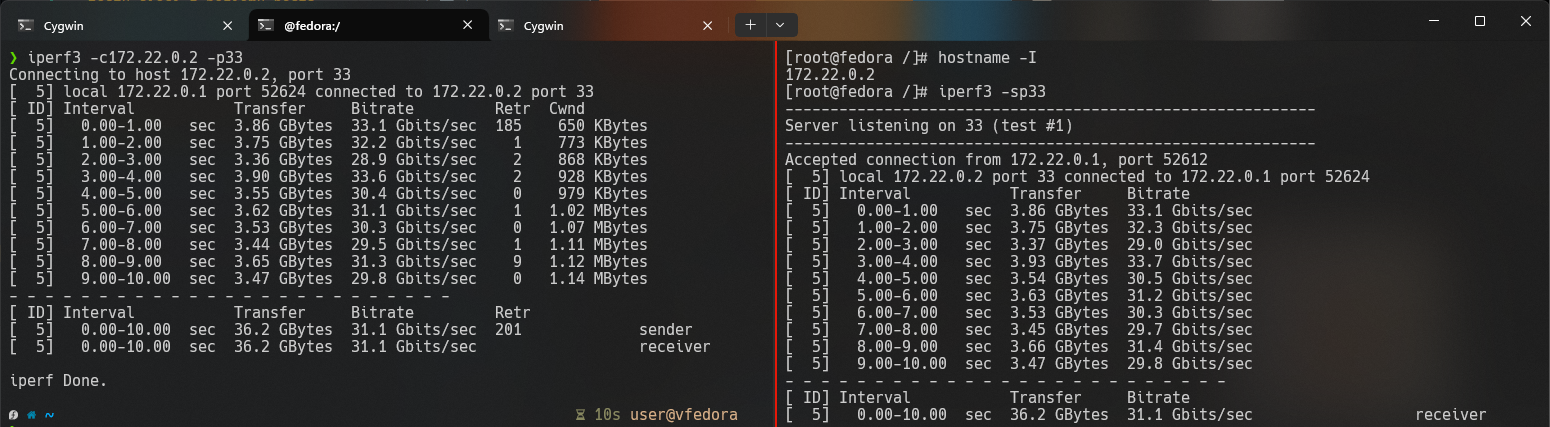 Cygwin
@fedora:/
Cygwin
❯ iperf3 -c172.22.0.2 -p33
Connecting to host 172.22.0.2, port 33
[  5] local 172.22.0.1 port 52624 connected to 172.22.0.2 port 33
[ ID] Interval           Transfer     Bitrate         Retr  Cwnd
[  5]   0.00-1.00   sec  3.86 GBytes  33.1 Gbits/sec  185    650 KBytes
[  5]   1.00-2.00   sec  3.75 GBytes  32.2 Gbits/sec    1    773 KBytes
[  5]   2.00-3.00   sec  3.36 GBytes  28.9 Gbits/sec    2    868 KBytes
[  5]   3.00-4.00   sec  3.90 GBytes  33.6 Gbits/sec    2    928 KBytes
[  5]   4.00-5.00   sec  3.55 GBytes  30.4 Gbits/sec    0    979 KBytes
[  5]   5.00-6.00   sec  3.62 GBytes  31.1 Gbits/sec    1   1.02 MBytes
[  5]   6.00-7.00   sec  3.53 GBytes  30.3 Gbits/sec    0   1.07 MBytes
[  5]   7.00-8.00   sec  3.44 GBytes  29.5 Gbits/sec    1   1.11 MBytes
[  5]   8.00-9.00   sec  3.65 GBytes  31.3 Gbits/sec    9   1.12 MBytes
[  5]   9.00-10.00  sec  3.47 GBytes  29.8 Gbits/sec    0   1.14 MBytes
- - - - - - - - - - - - - - - - - - - - - - - - -
[ ID] Interval           Transfer     Bitrate         Retr
[  5]   0.00-10.00  sec  36.2 GBytes  31.1 Gbits/sec  201             sender
[  5]   0.00-10.00  sec  36.2 GBytes  31.1 Gbits/sec                  receiver
iperf Done.
~ 10s user@vfedora
[root@fedora /]# hostname -I
172.22.0.2
[root@fedora /]# iperf3 -sp33
-----------------------------------------------------------
Server listening on 33 (test #1)
-----------------------------------------------------------
Accepted connection from 172.22.0.1, port 52612
[  5] local 172.22.0.2 port 33 connected to 172.22.0.1 port 52624
[ ID] Interval           Transfer     Bitrate
[  5]   0.00-1.00   sec  3.86 GBytes  33.1 Gbits/sec
[  5]   1.00-2.00   sec  3.75 GBytes  32.3 Gbits/sec
[  5]   2.00-3.00   sec  3.37 GBytes  29.0 Gbits/sec
[  5]   3.00-4.00   sec  3.93 GBytes  33.7 Gbits/sec
[  5]   4.00-5.00   sec  3.54 GBytes  30.5 Gbits/sec
[  5]   5.00-6.00   sec  3.63 GBytes  31.2 Gbits/sec
[  5]   6.00-7.00   sec  3.53 GBytes  30.3 Gbits/sec
[  5]   7.00-8.00   sec  3.45 GBytes  29.7 Gbits/sec
[  5]   8.00-9.00   sec  3.66 GBytes  31.4 Gbits/sec
[  5]   9.00-10.00  sec  3.47 GBytes  29.8 Gbits/sec
- - - - - - - - - - - - - - - - - - - - - - - - -
[ ID] Interval           Transfer     Bitrate
[  5]   0.00-10.00  sec  36.2 GBytes  31.1 Gbits/sec                  receiver